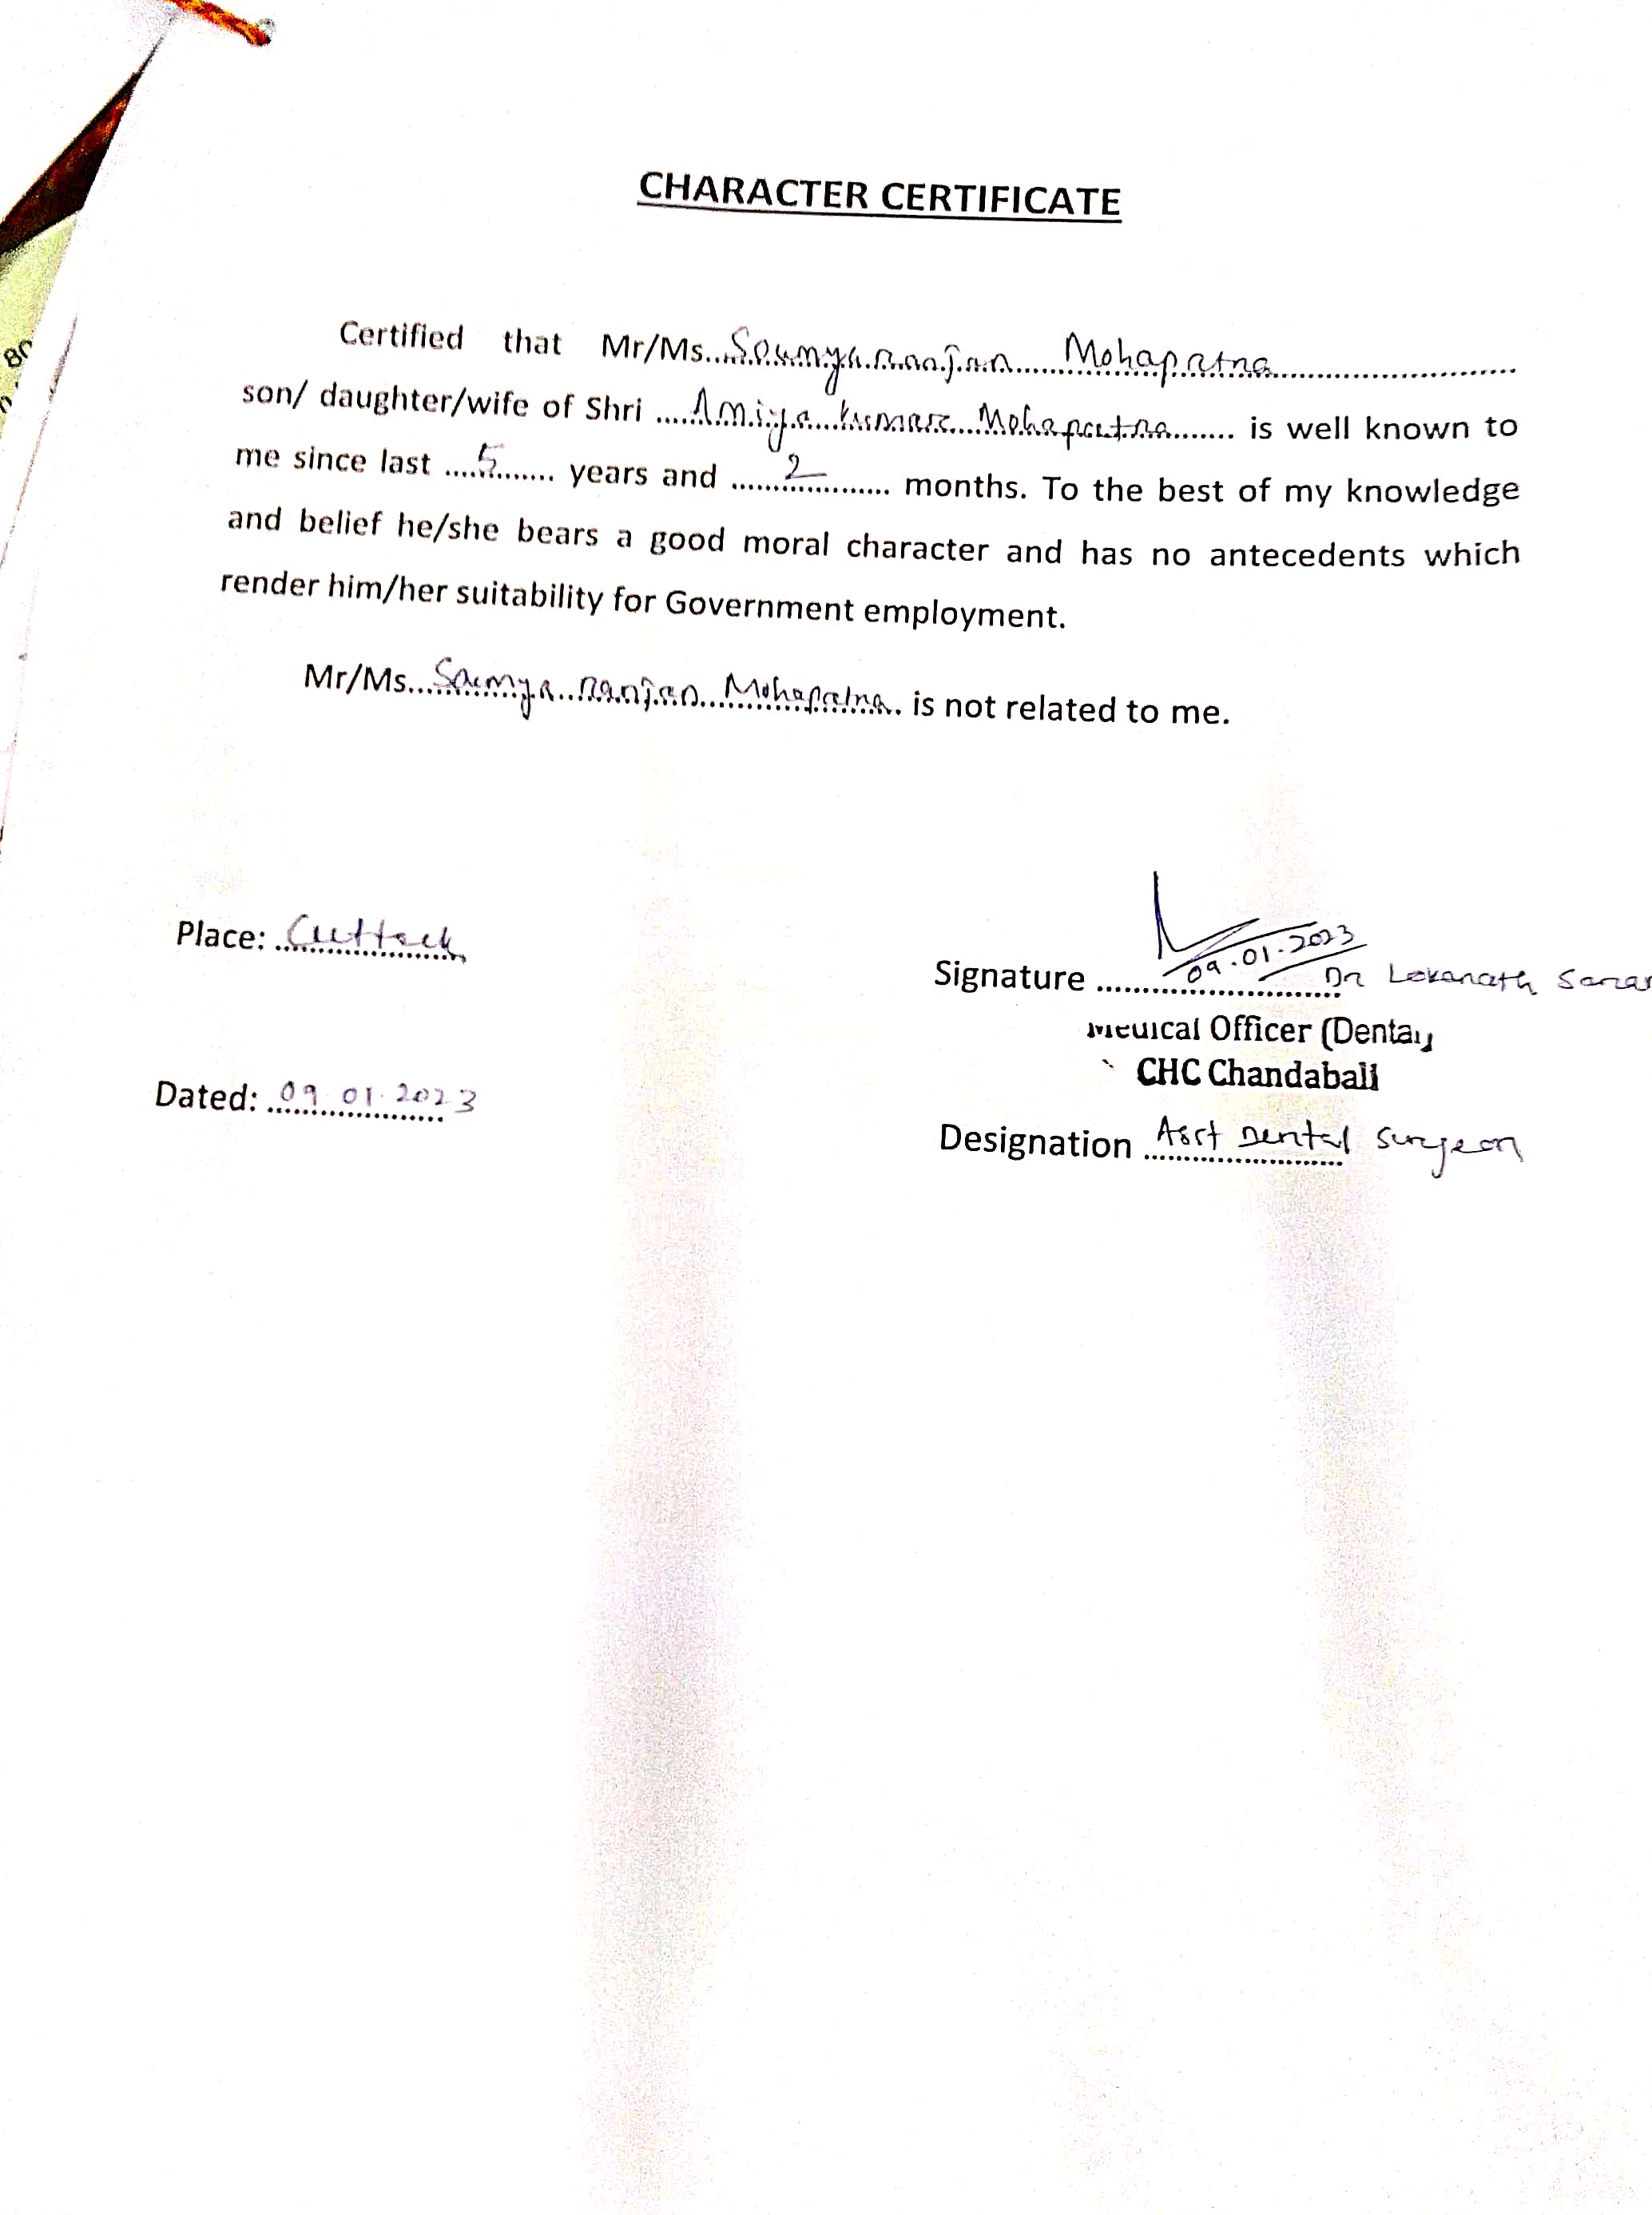 CHARACTER CERTIFICATE
Certified that Mr/Ms.. Soumya Ranjan Mohapatra
son/ daughter/wife of Shri .... Amiya Kumar Mohapatra ....... is well known to
me since last ..... 5 ....... years and ....... 2 ....... months. To the best of my knowledge
and belief he/she bears a good moral character and has no antecedents which
render him/her suitability for Government employment.
Mr/Ms.... Soumya Ranjan Mohapatra . is not related to me.
Place: Cuttack
09.01.2023
Signature .......... Dr Lokanath
Medical Officer (Dental)
CHC Chandabali
Dated: 09.01.2023
Designation Asst Dental Surgeon
80